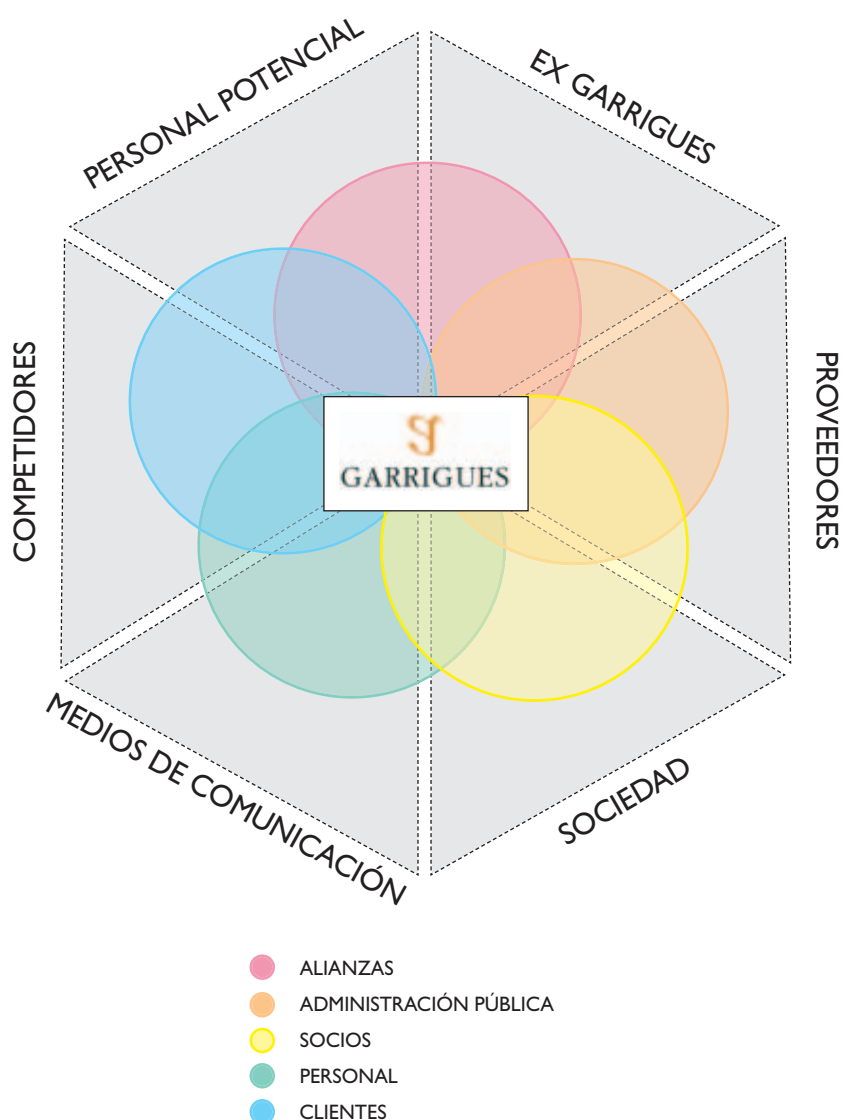 PERSONAL POTENCIAL
EX GARRIGUES
COMPETIDORES
PROVEEDORES
GARRIGUES
MEDIOS DE COMUNICACIÓN
SOCIEDAD
ALIANZAS
ADMINISTRACIÓN PÚBLICA
SOCIOS
PERSONAL
CLIENTES